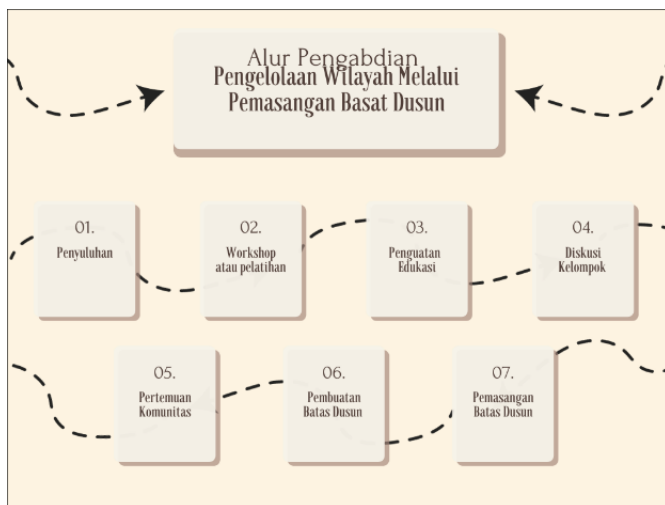 Alur Pengabdian
Pengelolaan Wilayah Melalui
Pemasangan Basat Dusun
01.
Penyuluhan
02.
Workshop
atau pelatihan
03.
Penguatan
Edukasi
04.
Diskusi
Kelompok
05.
Pertemuan
Komunitas
06.
Pembuatan
Batas Dusun
07.
Pemasangan
Batas Dusun